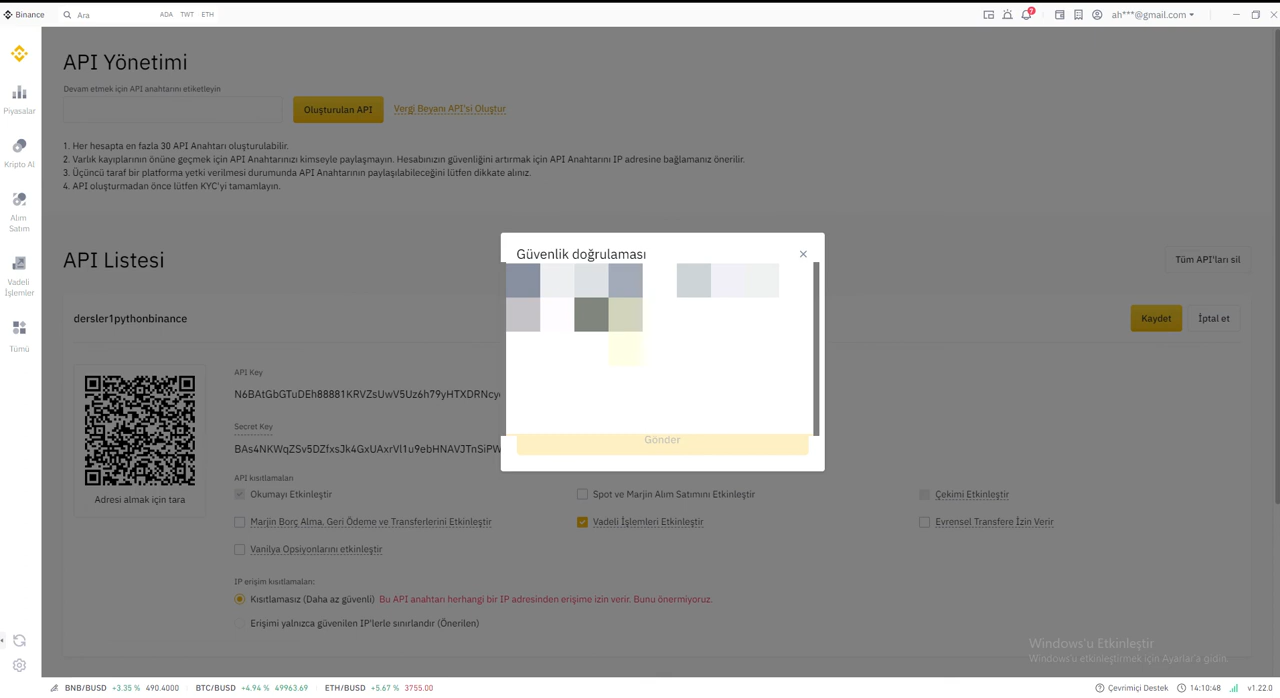 Binance
Ara
ADA TWT ETH
7
ah***@gmail.com
Piyasalar
Kripto Al
Alım
Satım
Vadeli
İşlemler
Tümü
API Yönetimi
Devam etmek için API anahtarını etiketleyin
Oluşturulan API
Vergi Beyanı API'si Oluştur
1. Her hesapta en fazla 30 API Anahtarı oluşturulabilir.
2. Varlık kayıplarının önüne geçmek için API Anahtarınızı kimseyle paylaşmayın. Hesabınızın güvenliğini artırmak için API Anahtarını IP adresine bağlamanız önerilir.
3. Üçüncü taraf bir platforma yetki verilmesi durumunda API Anahtarının paylaşılabileceğini lütfen dikkate alınız.
4. API oluşturmadan önce lütfen KYC'yi tamamlayın.
API Listesi
Tüm API'ları sil
dersler1pythonbinance
Kaydet
İptal et
Güvenlik doğrulaması
Gönder
API Key
Secret Key
Adresi almak için tara
API kısıtlamaları
Okumayı Etkinleştir
Spot ve Marjin Alım Satımını Etkinleştir
Çekimi Etkinleştir
Marjin Borç Alma, Geri Ödeme ve Transferlerini Etkinleştir
Vadeli İşlemleri Etkinleştir
Evrensel Transfere İzin Verir
Vanilya Opsiyonlarını etkinleştir
IP erişim kısıtlamaları:
Kısıtlamasız (Daha az güvenli) Bu API anahtarı herhangi bir IP adresinden erişime izin verir. Bunu önermiyoruz.
Erişimi yalnızca güvenilen IP'lerle sınırlandır (Önerilen)
Windows'u Etkinleştir
Windows'u etkinleştirmek için Ayarlar'a gidin.
BNB/BUSD +3.35 % 490.4000 BTC/BUSD +4.94 % 49963.69 ETH/BUSD +5.67 % 3755.00
Çevrimiçi Destek 14:10:48 v1.22.0